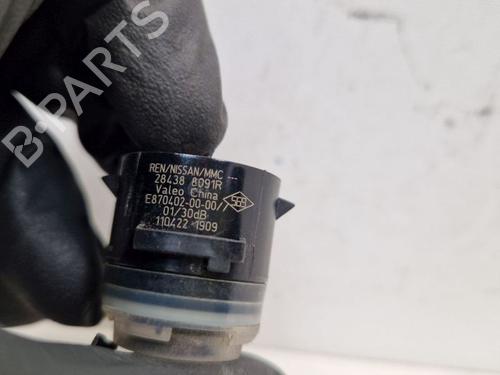 B-PARTS
REN/NISSAN/MMC
28438 8091R
Valeo China
E870402-00-00/
01/30dB
110422 1909